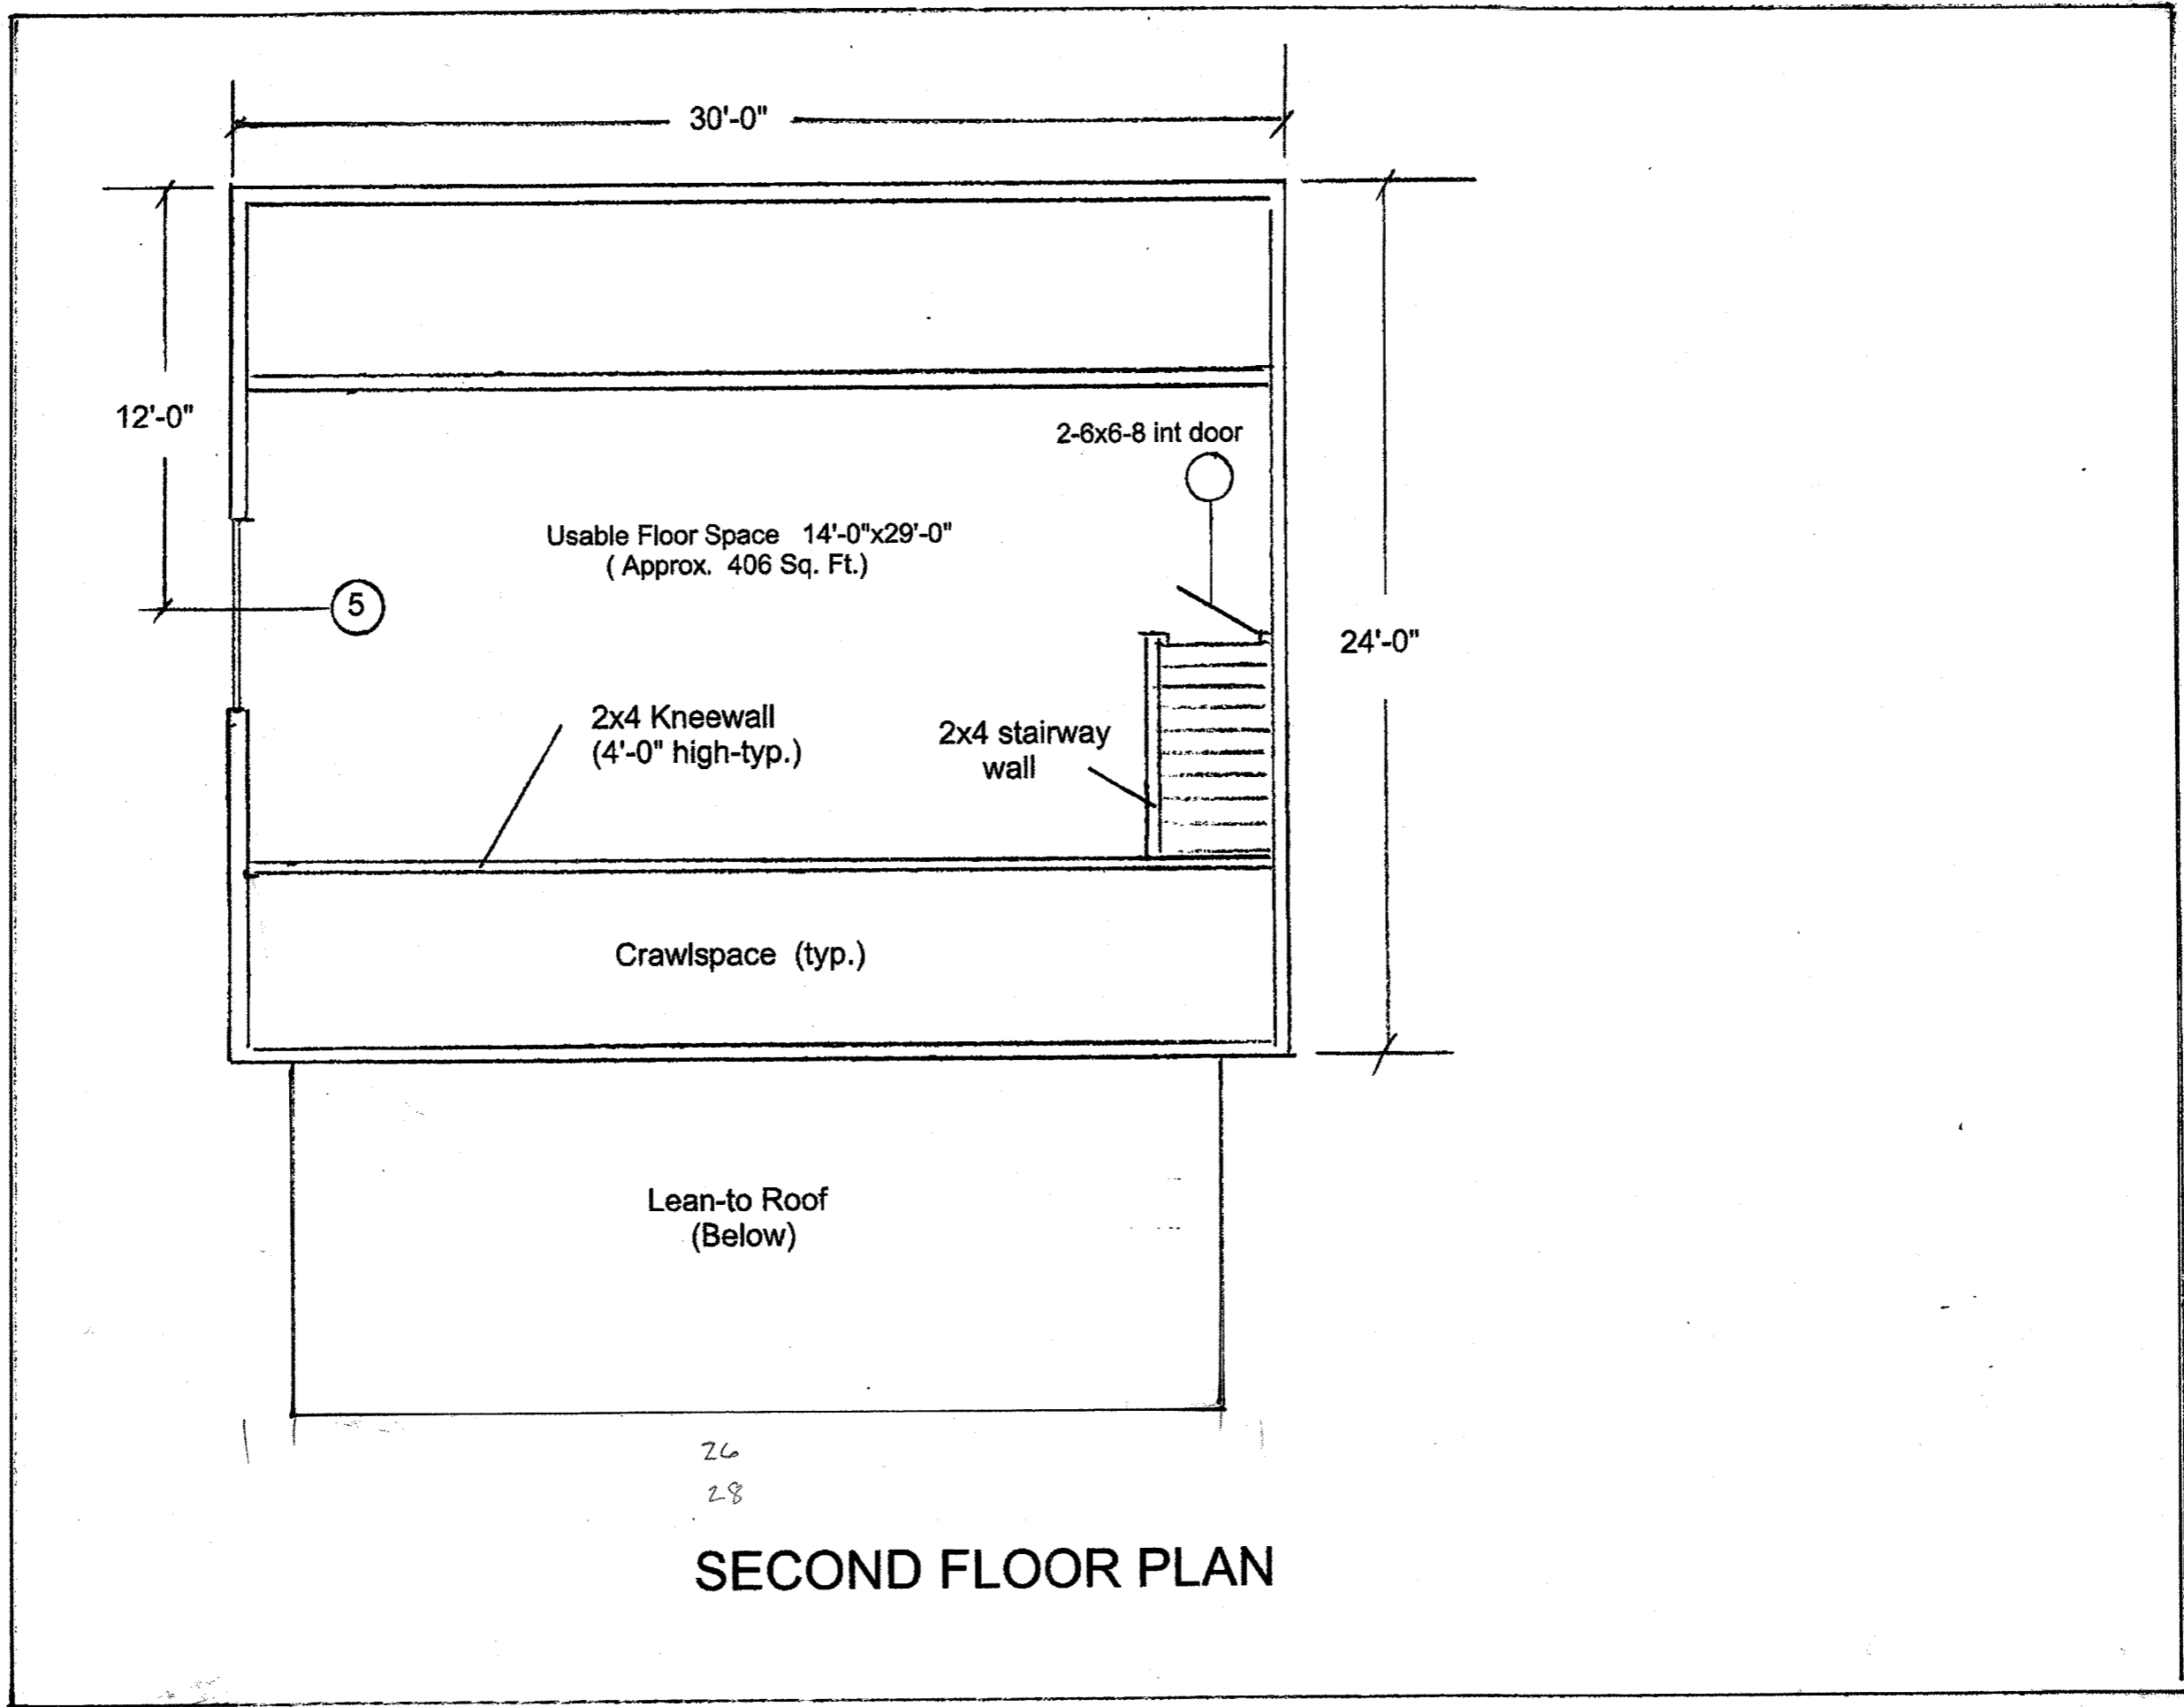 30'-0"
12'-0"
2-6x6-8 int door
Usable Floor Space 14'-0"x29'-0"
( Approx. 406 Sq. Ft.)
5
24'-0"
2x4 Kneewall
(4'-0" high-typ.)
2x4 stairway
wall
Crawlspace (typ.)
Lean-to Roof
(Below)
26
28
SECOND FLOOR PLAN